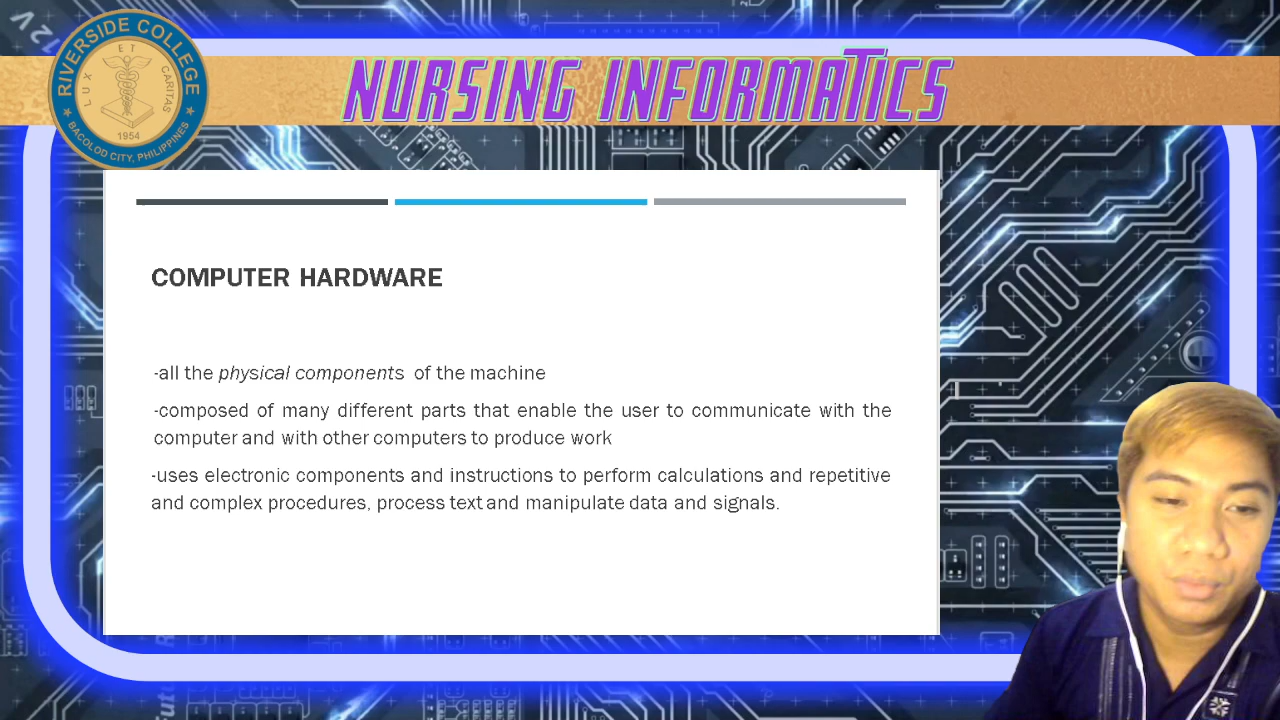 12V
RIVERSIDE COLLEGE
ET
LUX
CARITAS
1954
BACOLOD CITY, PHILIPPINES
NURSING INFORMATICS
COMPUTER HARDWARE
-all the physical components of the machine
-composed of many different parts that enable the user to communicate with the
computer and with other computers to produce work
-uses electronic components and instructions to perform calculations and repetitive
and complex procedures, process text and manipulate data and signals.